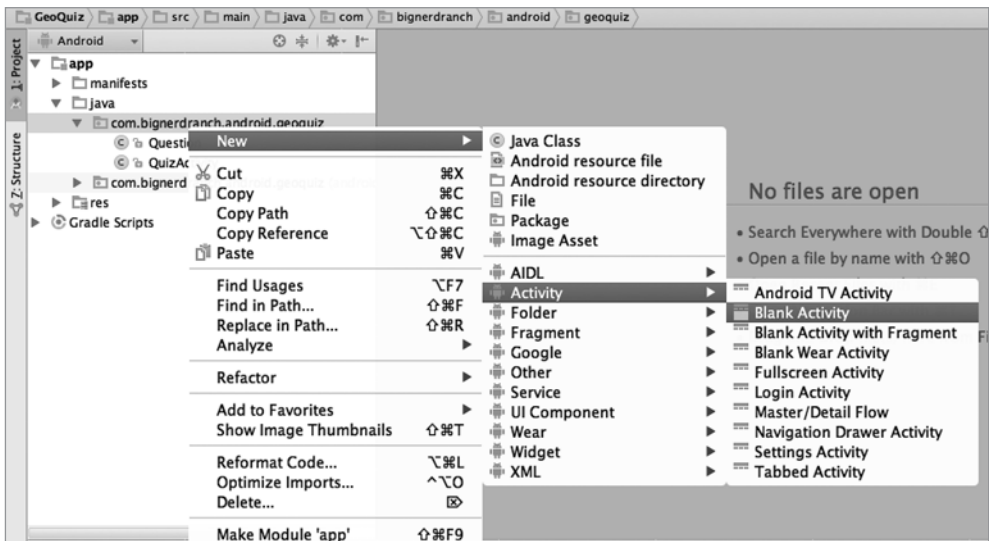 GeoQuiz app src main java com bignerdranch android geoquiz
1: Project
Z: Structure
Android
app
manifests
java
com.bignerdranch.android.geoquiz
Questi
QuizAc
com.bignerd
res
Gradle Scripts
New
Cut ⌘X
Copy ⌘C
Copy Path ⇧⌘C
Copy Reference ⌥⇧⌘C
Paste ⌘V
Find Usages ⌥F7
Find in Path... ⇧⌘F
Replace in Path... ⇧⌘R
Analyze
Refactor
Add to Favorites
Show Image Thumbnails ⇧⌘T
Reformat Code... ⌥⌘L
Optimize Imports... ^⌥O
Delete... ⌦
Make Module 'app' ⇧⌘F9
Java Class
Android resource file
Android resource directory
File
Package
Image Asset
AIDL
Activity
Folder
Fragment
Google
Other
Service
UI Component
Wear
Widget
XML
Android TV Activity
Blank Activity
Blank Activity with Fragment
Blank Wear Activity
Fullscreen Activity
Login Activity
Master/Detail Flow
Navigation Drawer Activity
Settings Activity
Tabbed Activity
No files are open
• Search Everywhere with Double ⇧
• Open a file by name with ⇧⌘O